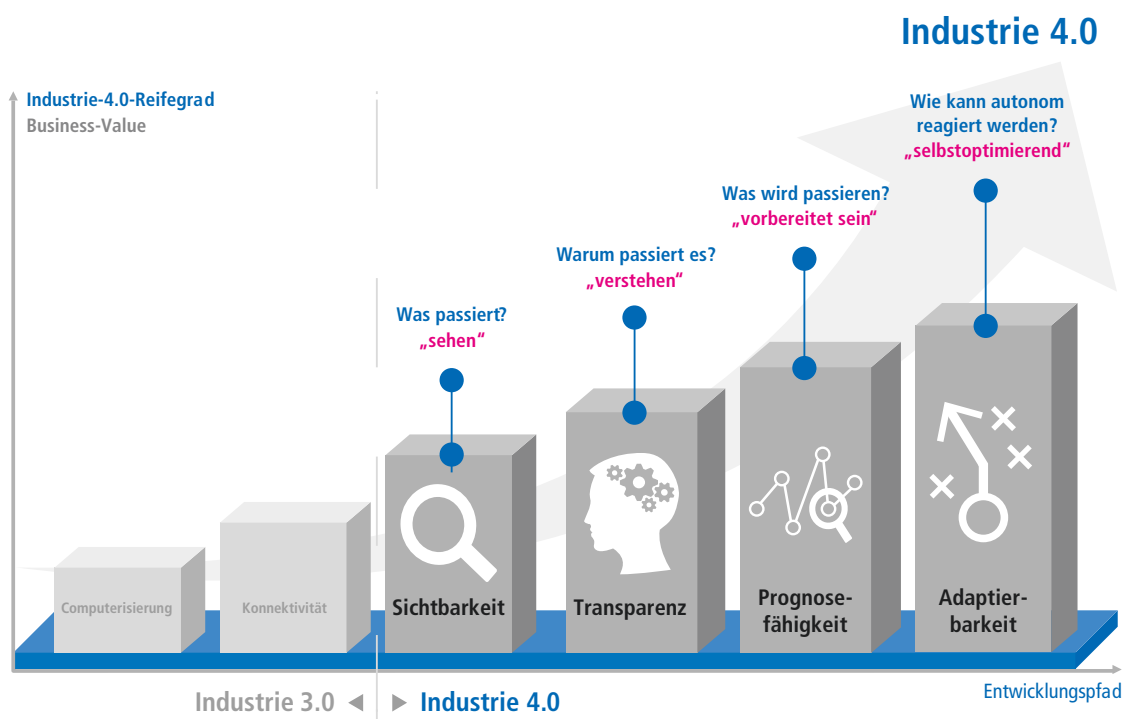 Industrie 4.0
Industrie-4.0-Reifegrad
Business-Value
Wie kann autonom
reagiert werden?
„selbstoptimierend“
Was wird passieren?
„vorbereitet sein“
Warum passiert es?
„verstehen“
Was passiert?
„sehen“
Computerisierung
Konnektivität
Sichtbarkeit
Transparenz
Prognose-
fähigkeit
Adaptier-
barkeit
Industrie 3.0
Industrie 4.0
Entwicklungspfad